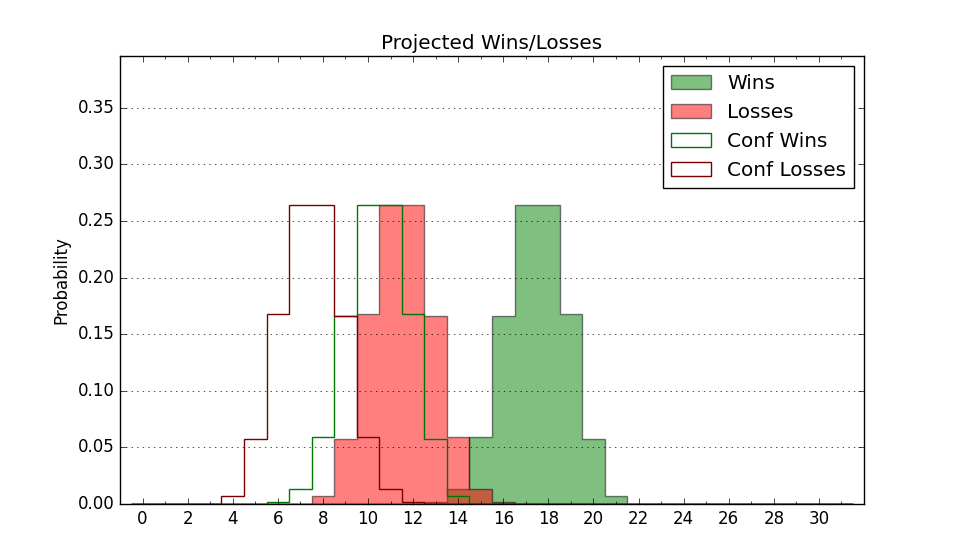 Projected Wins/Losses
Wins
Losses
Conf Wins
Conf Losses
Probability
0.35
0.30
0.25
0.20
0.15
0.10
0.05
0.00
0 2 4 6 8 10 12 14 16 18 20 22 24 26 28 30